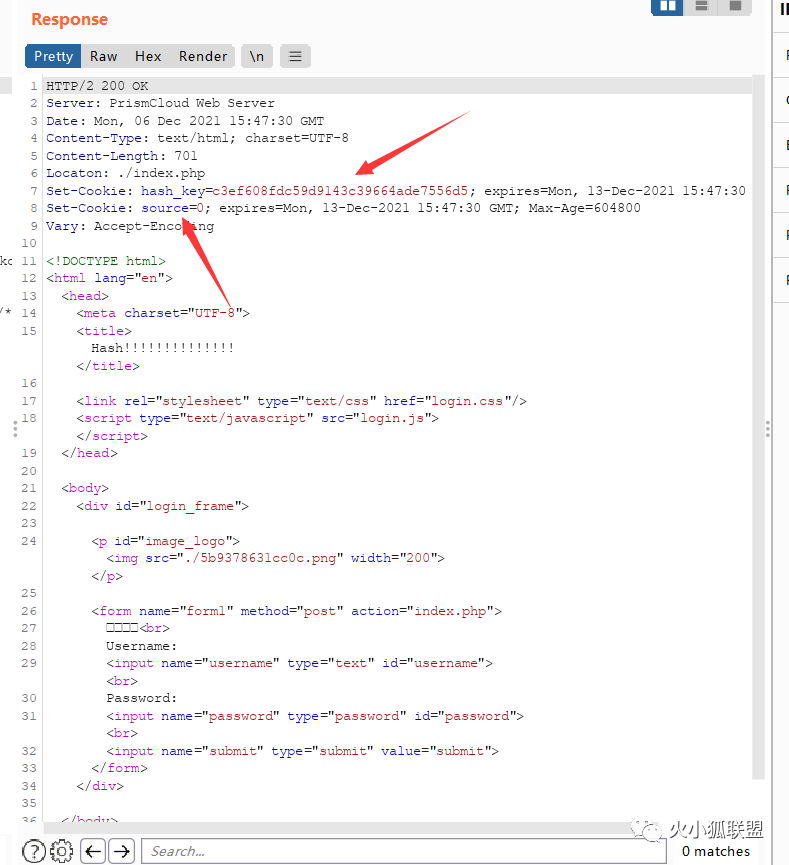 Response
Pretty Raw Hex Render \n
1 HTTP/2 200 OK
2 Server: PrismCloud Web Server
3 Date: Mon, 06 Dec 2021 15:47:30 GMT
4 Content-Type: text/html; charset=UTF-8
5 Content-Length: 701
6 Locaton: ./index.php
7 Set-Cookie: hash_key=c3ef608fdc59d9143c39664ade7556d5; expires=Mon, 13-Dec-2021 15:47:30
8 Set-Cookie: source=0; expires=Mon, 13-Dec-2021 15:47:30 GMT; Max-Age=604800
9 Vary: Accept-Encoding
10
11 <!DOCTYPE html>
12 <html lang="en">
13 <head>
14 <meta charset="UTF-8">
15 <title>
Hash!!!!!!!!!!!!!!
</title>
16
17 <link rel="stylesheet" type="text/css" href="login.css"/>
18 <script type="text/javascript" src="login.js">
</script>
19 </head>
20
21 <body>
22 <div id="login_frame">
23
24 <p id="image_logo">
<img src="./5b9378631cc0c.png" width="200">
</p>
25
26 <form name="form1" method="post" action="index.php">
27 □□□□<br>
28 Username:
29 <input name="username" type="text" id="username">
<br>
30 Password:
31 <input name="password" type="password" id="password">
<br>
32 <input name="submit" type="submit" value="submit">
33 </form>
34 </div>
35
36 </body>
火小狐联盟
Search...
0 matches